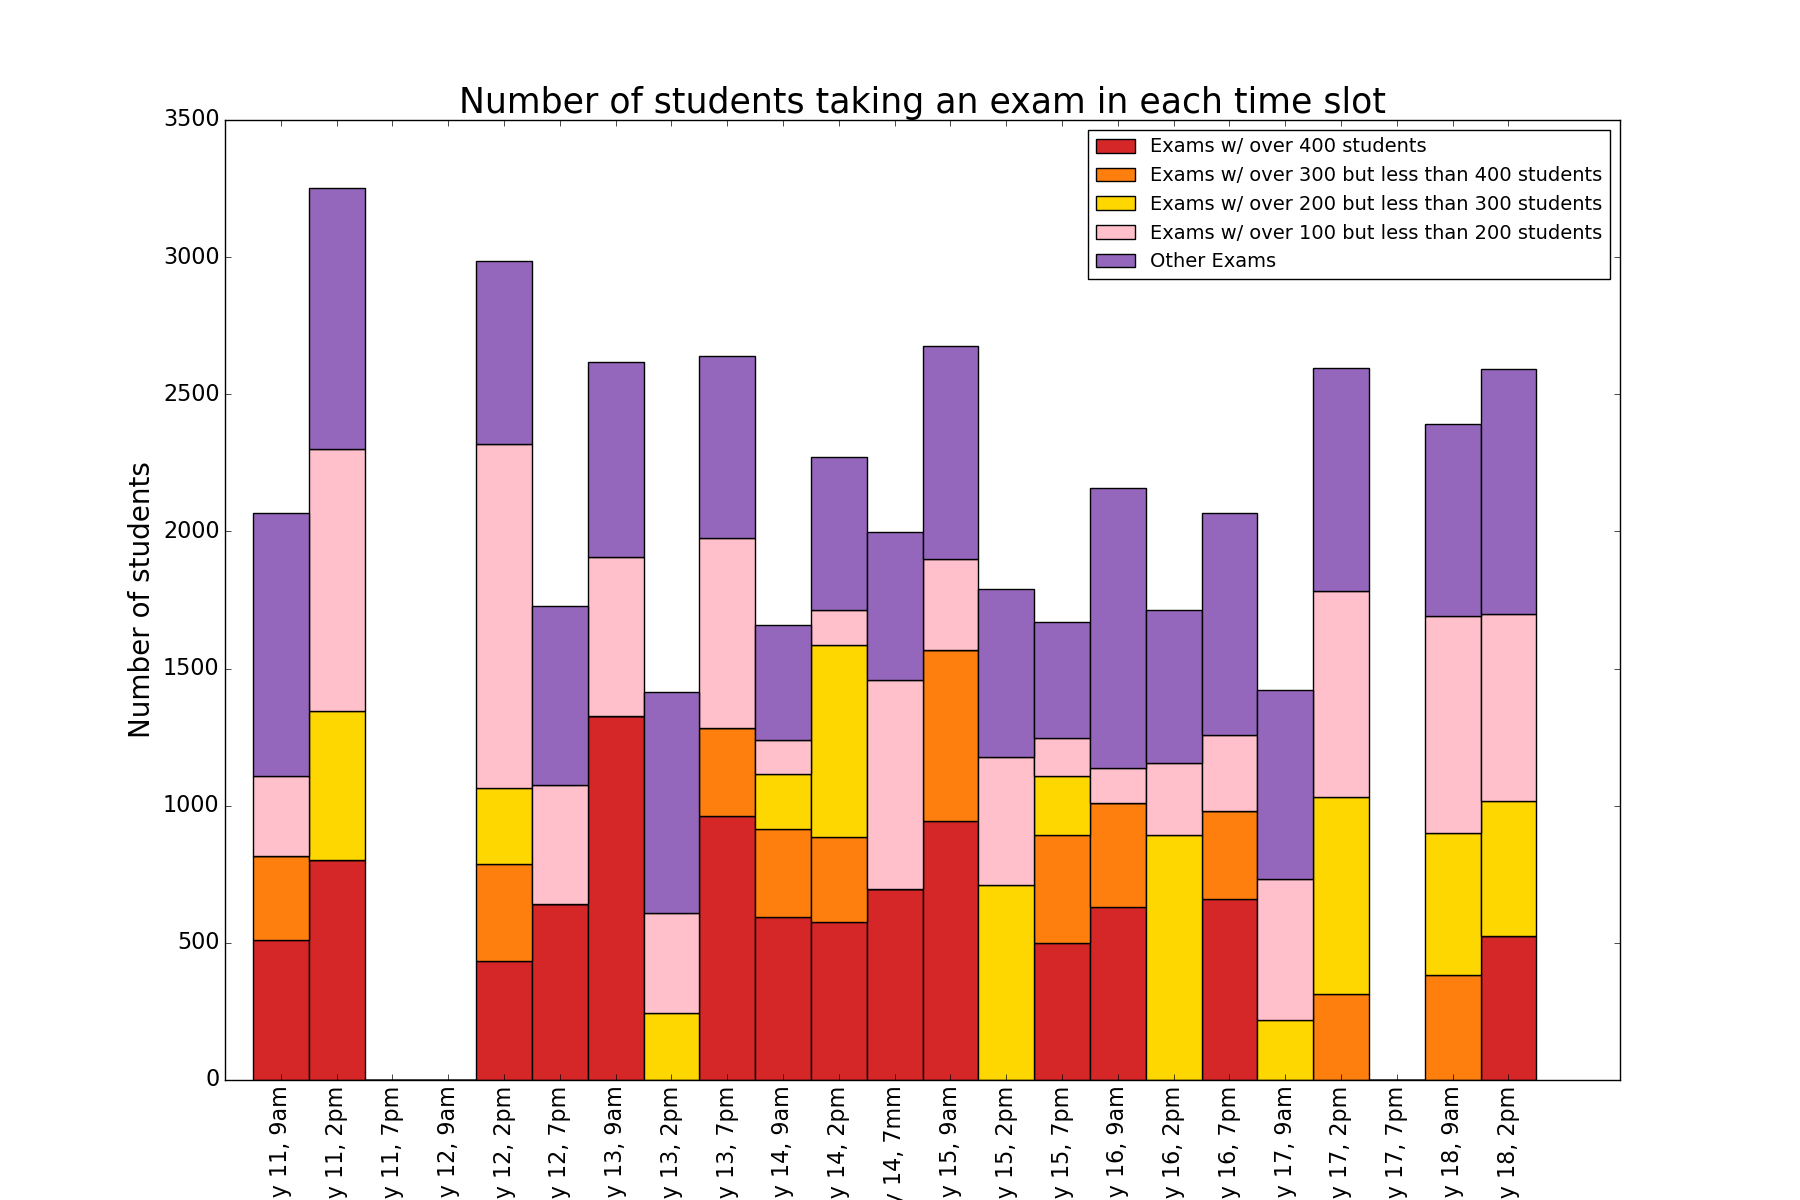 Number of students taking an exam in each time slot
Exams w/ over 400 students
Exams w/ over 300 but less than 400 students
Exams w/ over 200 but less than 300 students
Exams w/ over 100 but less than 200 students
Other Exams
3500
3000
2500
2000
1500
1000
500
0
Number of students
y 11, 9am
y 11, 2pm
y 11, 7pm
y 12, 9am
y 12, 2pm
y 12, 7pm
y 13, 9am
y 13, 2pm
y 13, 7pm
y 14, 9am
y 14, 2pm
y 14, 7mm
y 15, 9am
y 15, 2pm
y 15, 7pm
y 16, 9am
y 16, 2pm
y 16, 7pm
y 17, 9am
y 17, 2pm
y 17, 7pm
y 18, 9am
y 18, 2pm